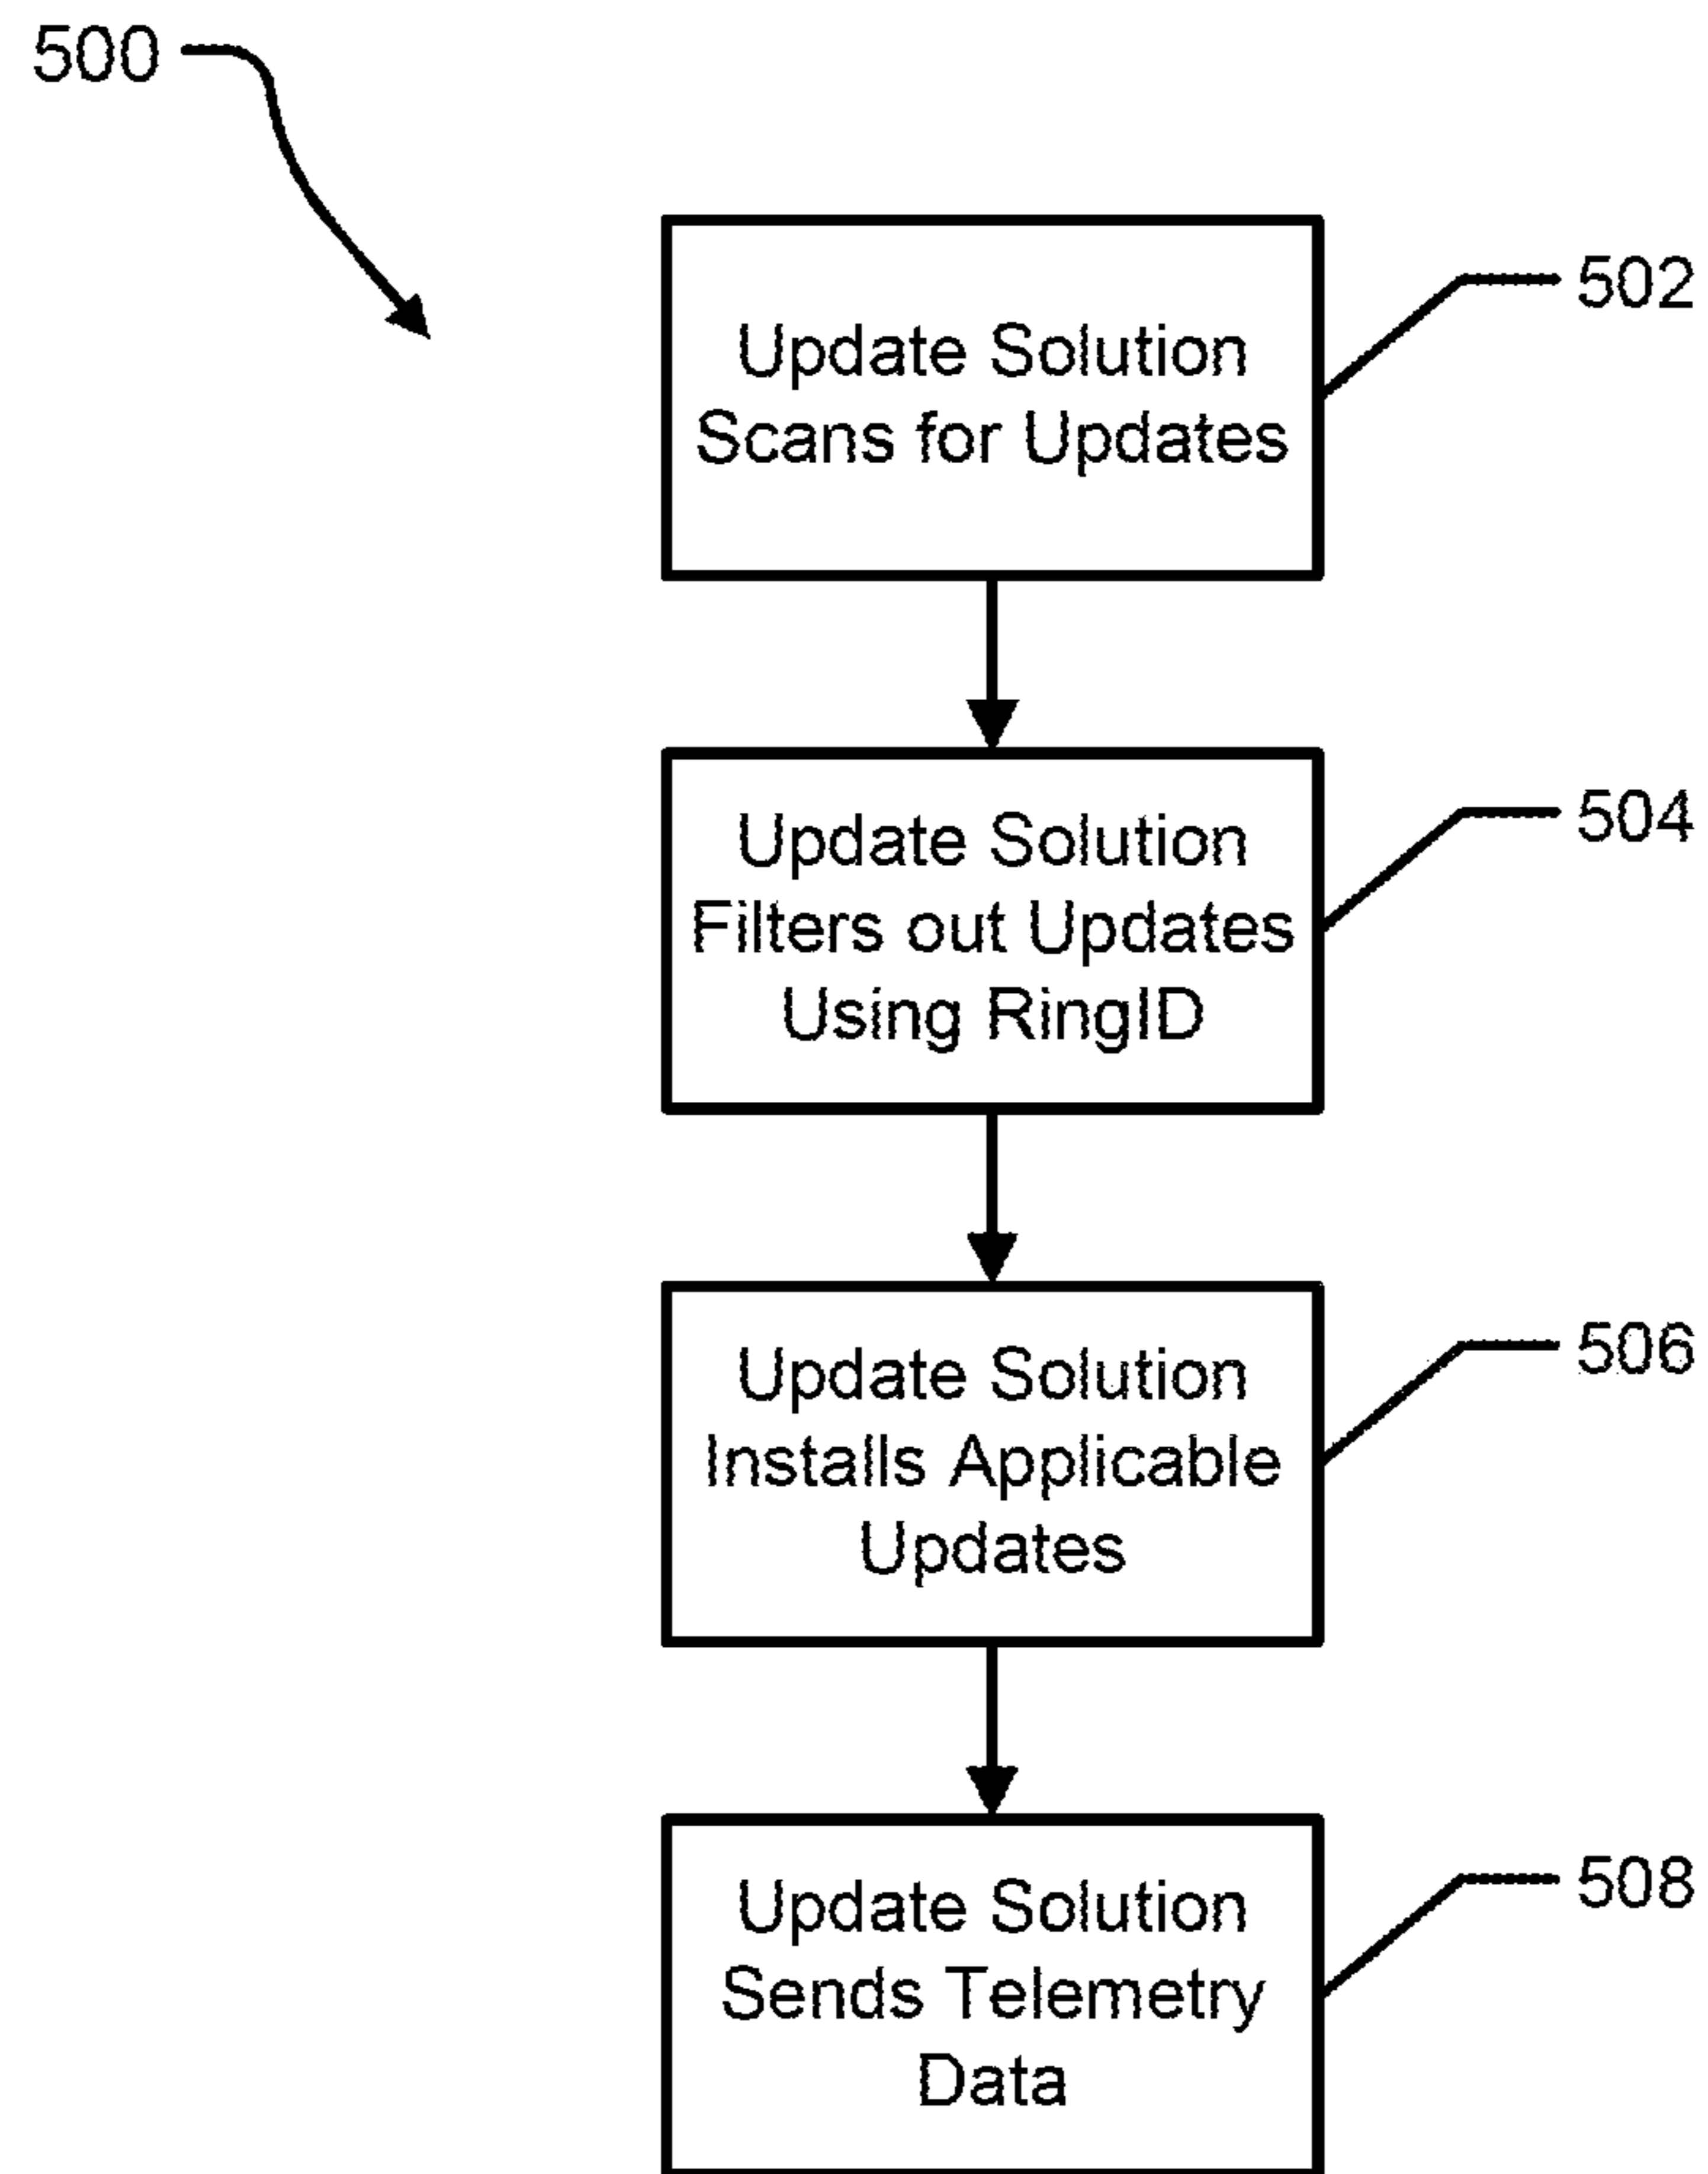 500
502
Update Solution
Scans for Updates
504
Update Solution
Filters out Updates
Using RingID
506
Update Solution
Installs Applicable
Updates
508
Update Solution
Sends Telemetry
Data